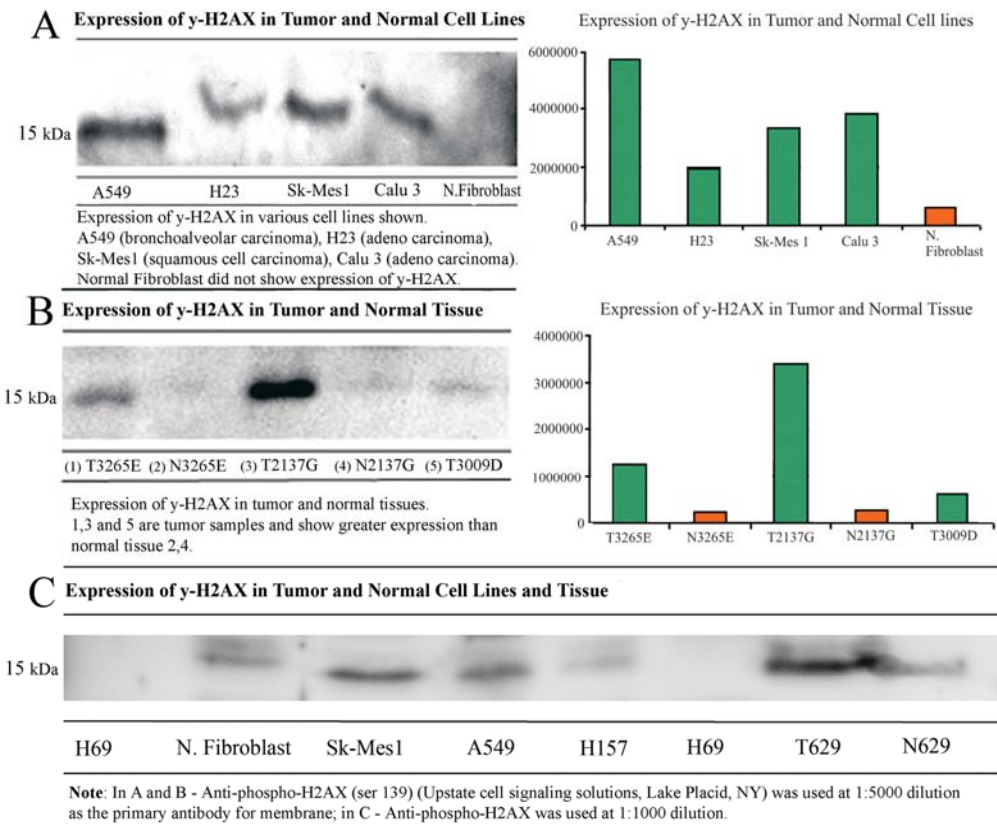 A Expression of y-H2AX in Tumor and Normal Cell Lines
15 kDa
A549 H23 Sk-Mes1 Calu 3 N.Fibroblast
Expression of y-H2AX in various cell lines shown.
A549 (bronchoalveolar carcinoma), H23 (adeno carcinoma),
Sk-Mes1 (squamous cell carcinoma), Calu 3 (adeno carcinoma).
Normal Fibroblast did not show expression of y-H2AX.
Expression of y-H2AX in Tumor and Normal Cell lines
6000000
4000000
2000000
0
A549 H23 Sk-Mes 1 Calu 3 N.
Fibroblast
B Expression of y-H2AX in Tumor and Normal Tissue
15 kDa
(1) T3265E (2) N3265E (3) T2137G (4) N2137G (5) T3009D
Expression of y-H2AX in tumor and normal tissues.
1,3 and 5 are tumor samples and show greater expression than
normal tissue 2,4.
Expression of y-H2AX in Tumor and Normal Tissue
4000000
3000000
2000000
1000000
0
T3265E N3265E T2137G N2137G T3009D
C Expression of y-H2AX in Tumor and Normal Cell Lines and Tissue
15 kDa
H69 N. Fibroblast Sk-Mes1 A549 H157 H69 T629 N629
Note: In A and B - Anti-phospho-H2AX (ser 139) (Upstate cell signaling solutions, Lake Placid, NY) was used at 1:5000 dilution
as the primary antibody for membrane; in C - Anti-phospho-H2AX was used at 1:1000 dilution.